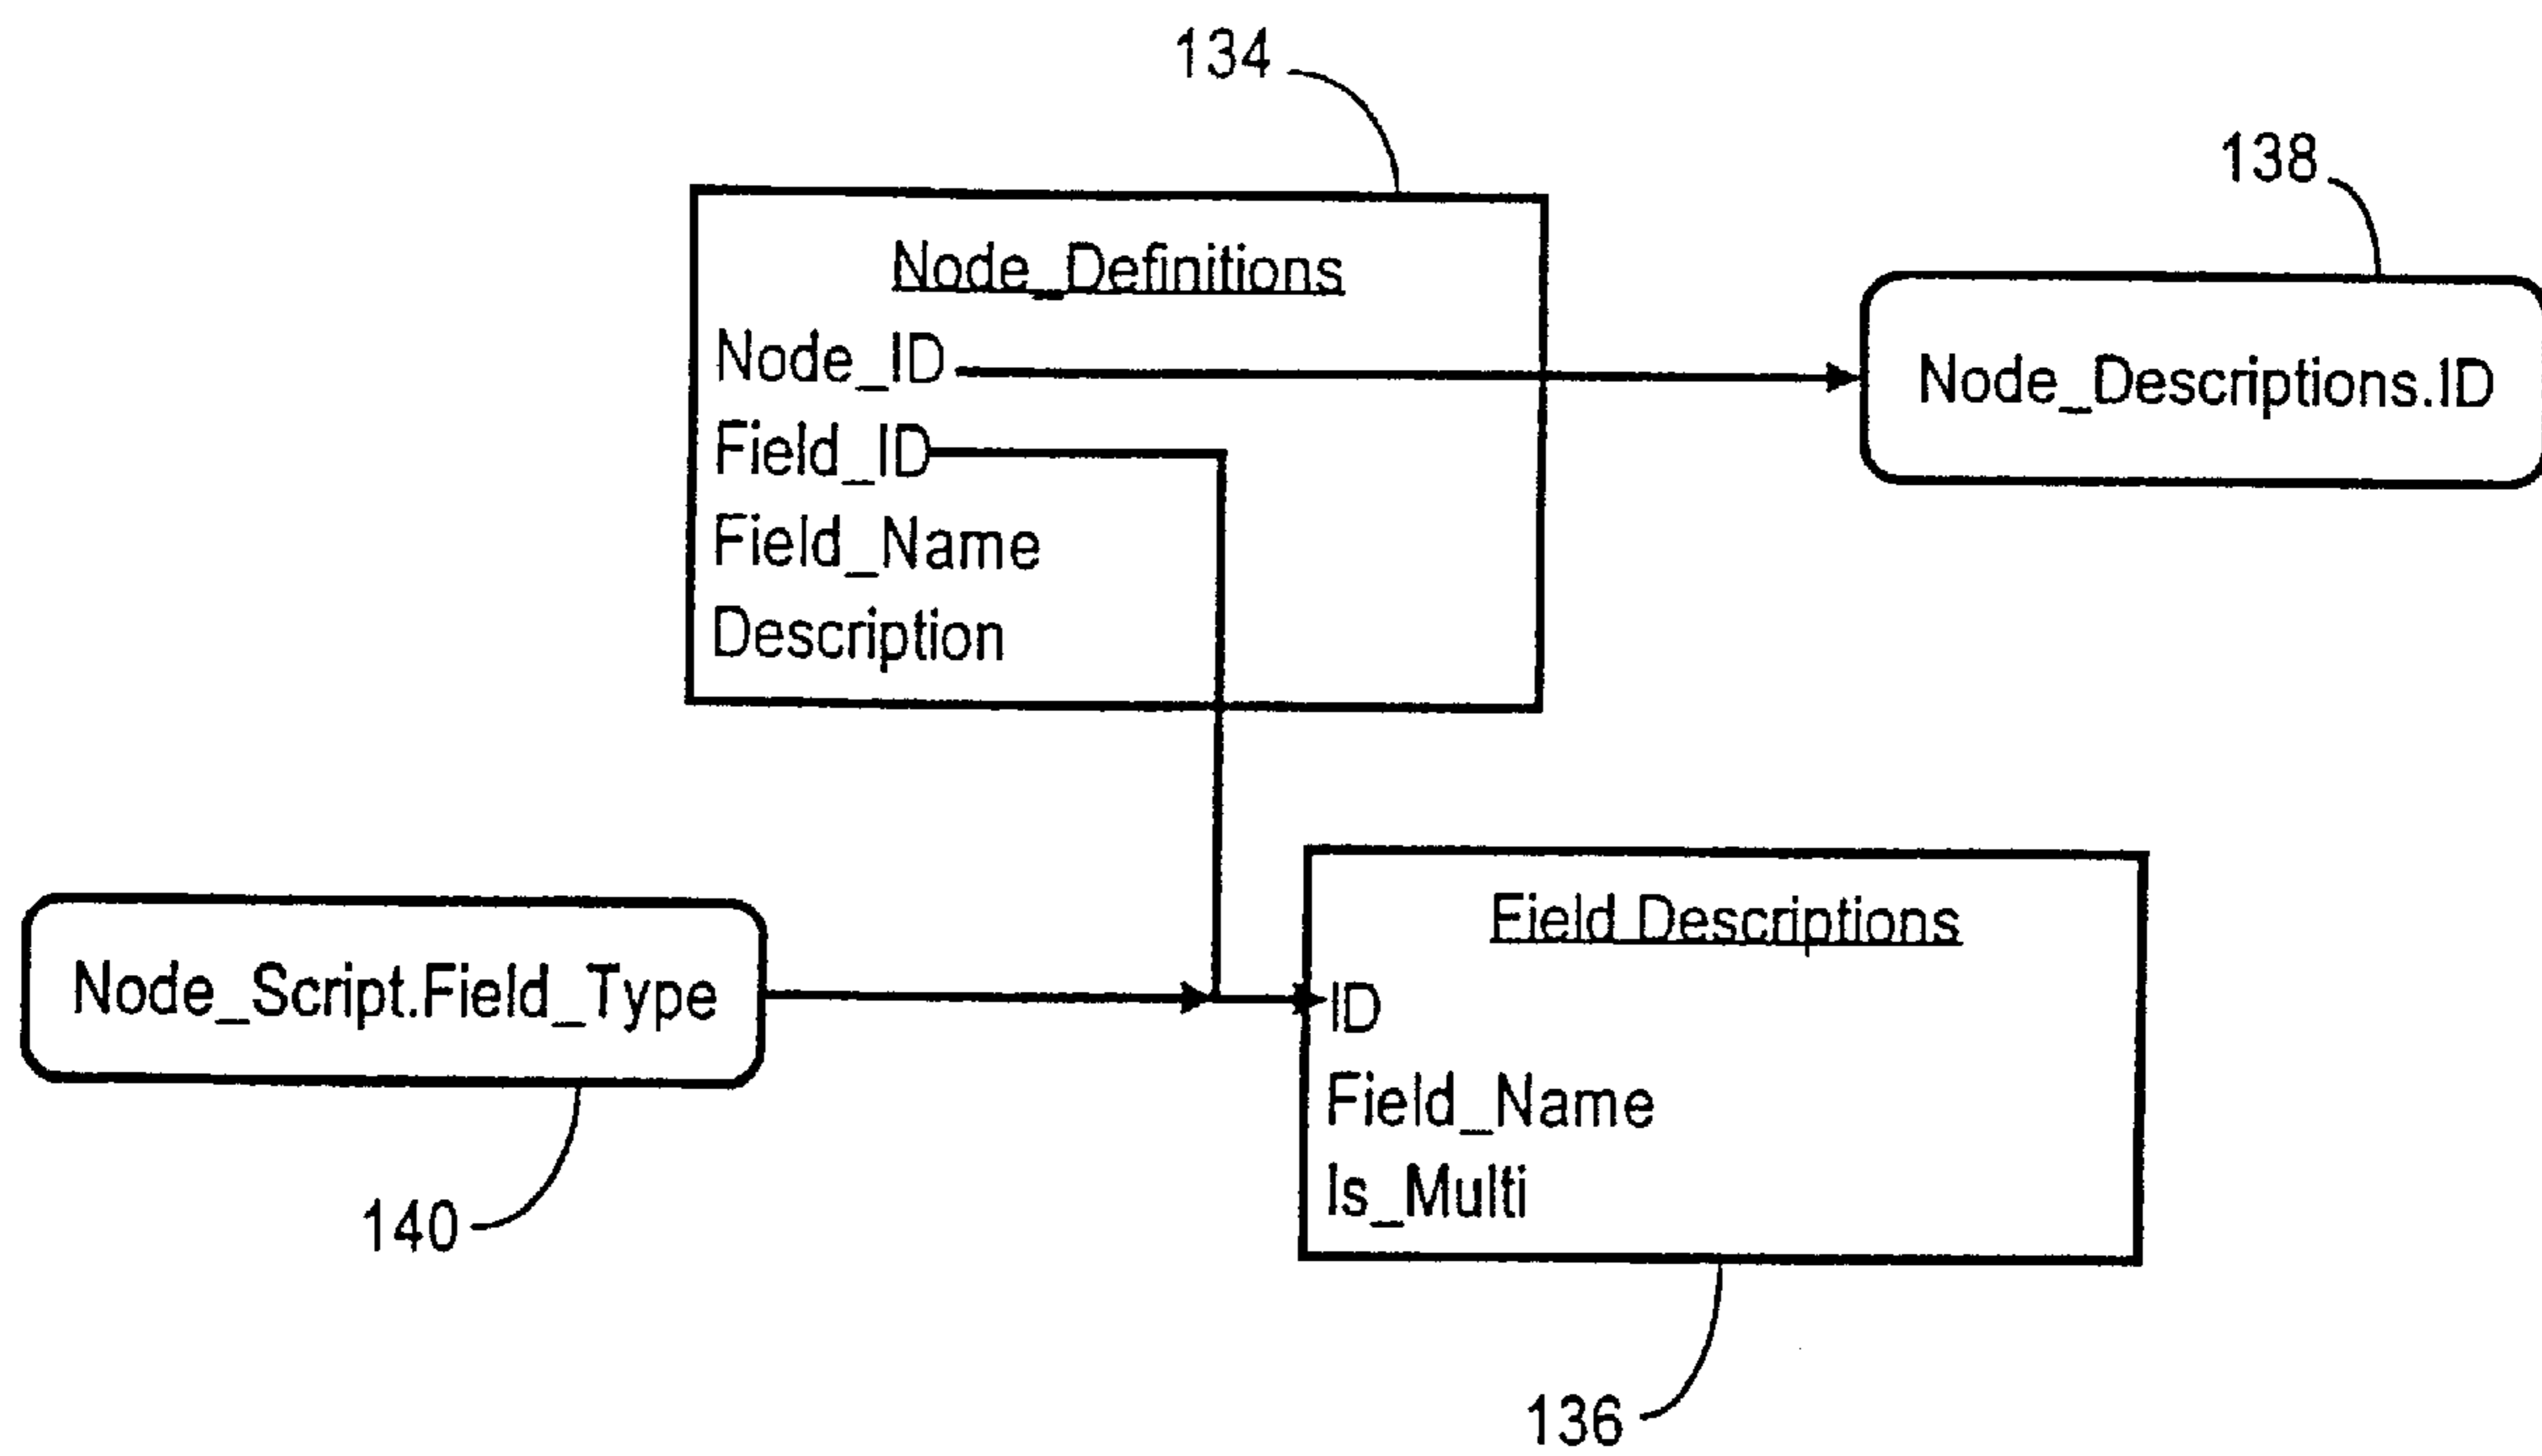 134
138
Node_Definitions
Node_ID
Node_Descriptions.ID
Field_ID
Field_Name
Description
Field Descriptions
Node_Script.Field_Type
ID
Field_Name
Is_Multi
140
136